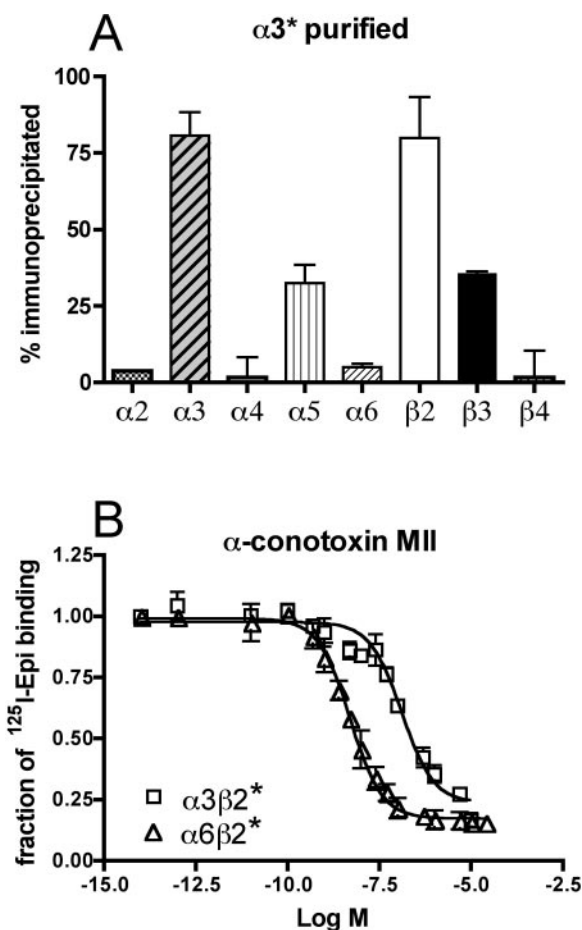 A
α3* purified
% immunoprecipitated
100
75
50
25
0
α2 α3 α4 α5 α6 β2 β3 β4
B
α-conotoxin MII
fraction of ¹²⁵I-Epi binding
1.25
1.00
0.75
0.50
0.25
0.00
α3β2*
α6β2*
-15.0 -12.5 -10.0 -7.5 -5.0 -2.5
Log M